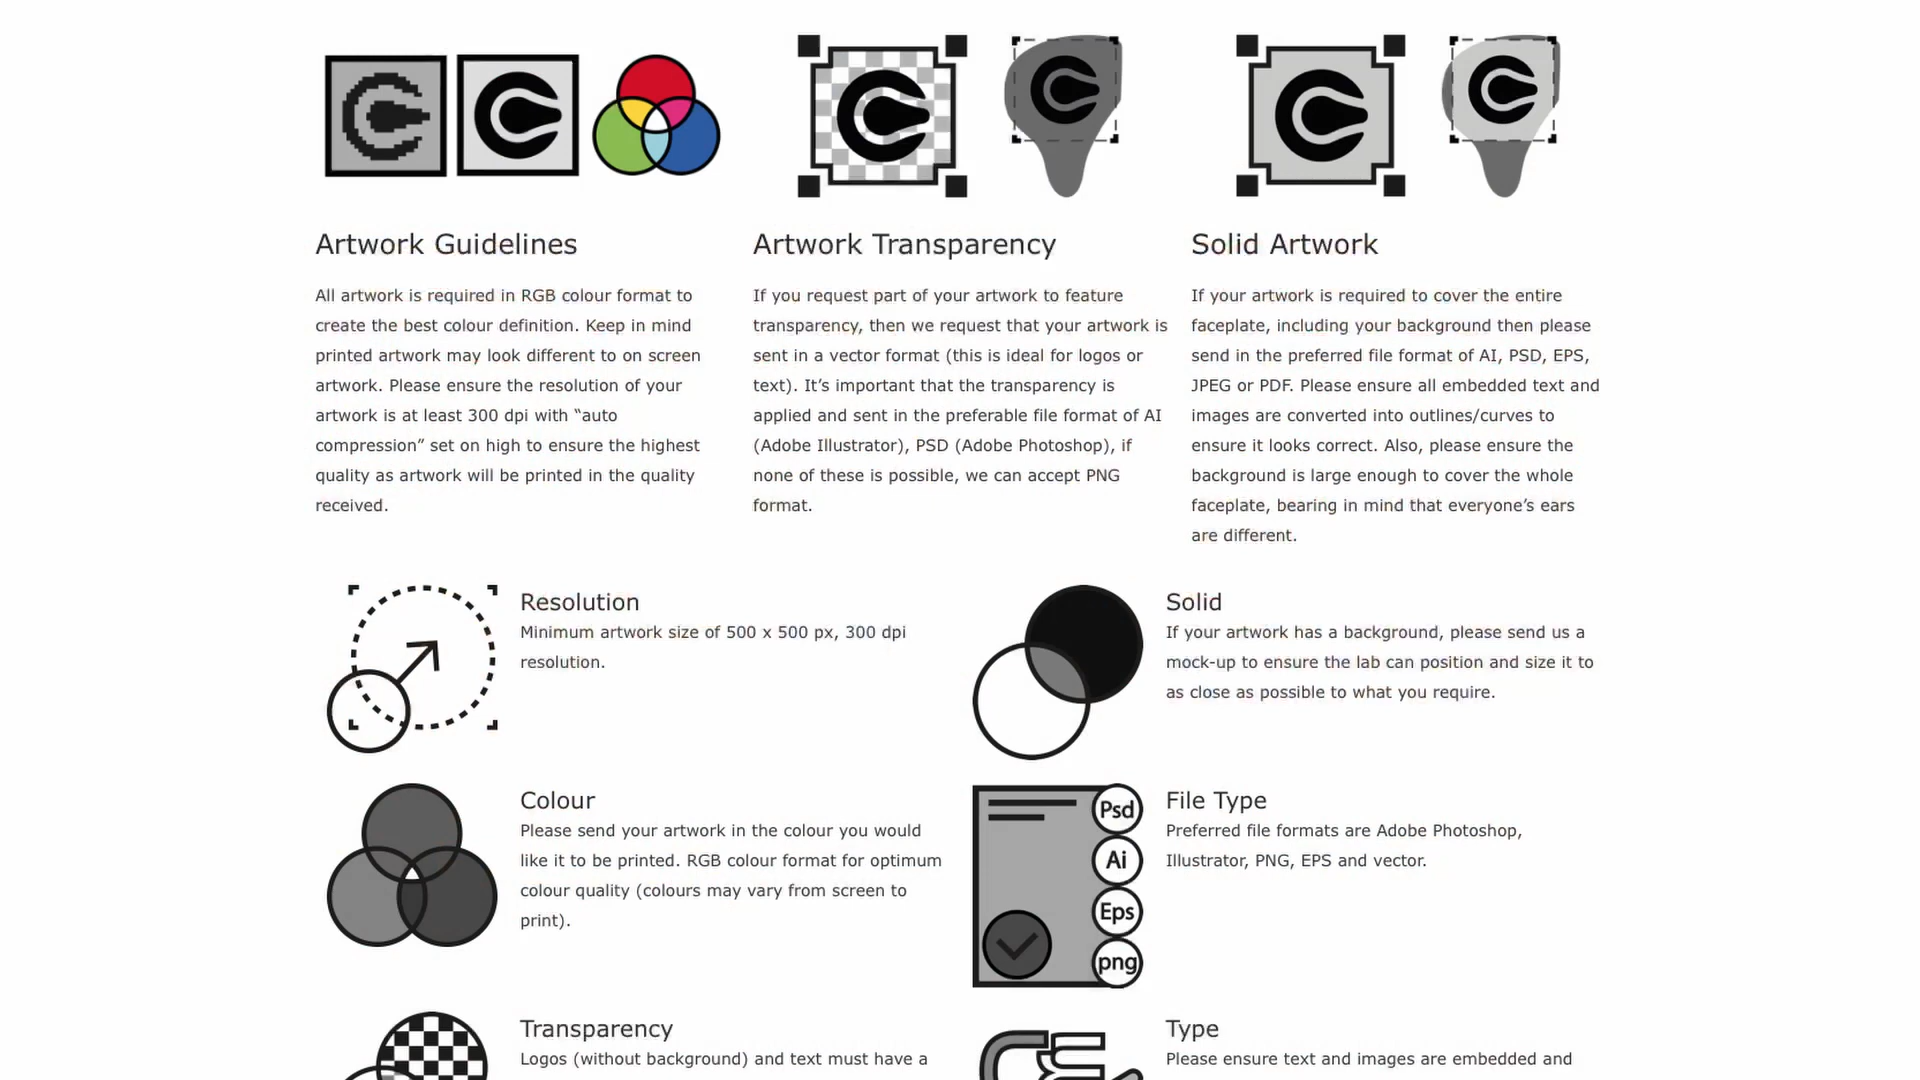 Artwork Guidelines
All artwork is required in RGB colour format to
create the best colour definition. Keep in mind
printed artwork may look different to on screen
artwork. Please ensure the resolution of your
artwork is at least 300 dpi with “auto
compression” set on high to ensure the highest
quality as artwork will be printed in the quality
received.
Artwork Transparency
If you request part of your artwork to feature
transparency, then we request that your artwork is
sent in a vector format (this is ideal for logos or
text). It’s important that the transparency is
applied and sent in the preferable file format of AI
(Adobe Illustrator), PSD (Adobe Photoshop), if
none of these is possible, we can accept PNG
format.
Solid Artwork
If your artwork is required to cover the entire
faceplate, including your background then please
send in the preferred file format of AI, PSD, EPS,
JPEG or PDF. Please ensure all embedded text and
images are converted into outlines/curves to
ensure it looks correct. Also, please ensure the
background is large enough to cover the whole
faceplate, bearing in mind that everyone’s ears
are different.
Resolution
Minimum artwork size of 500 x 500 px, 300 dpi
resolution.
Solid
If your artwork has a background, please send us a
mock-up to ensure the lab can position and size it to
as close as possible to what you require.
Colour
Please send your artwork in the colour you would
like it to be printed. RGB colour format for optimum
colour quality (colours may vary from screen to
print).
Psd
Ai
Eps
png
File Type
Preferred file formats are Adobe Photoshop,
Illustrator, PNG, EPS and vector.
Transparency
Logos (without background) and text must have a
Type
Please ensure text and images are embedded and